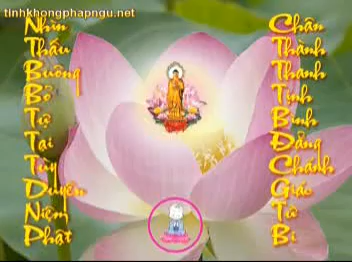 tinhkhongphapngu.net
Nhìn
Thấu
Buông
Bỏ
Tự
Tại
Tùy
Duyên
Niệm
Phật
Chân
Thành
Thanh
Tịnh
Bình
Đẳng
Chánh
Giác
Từ
Bi